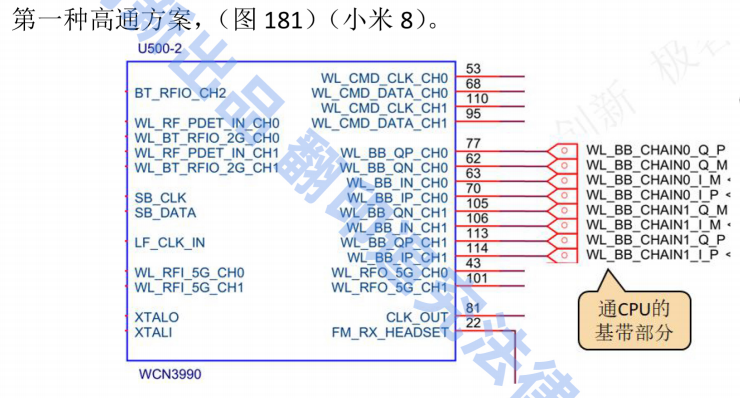 第一种高通方案，（图 181）（小米 8）。
U500-2
53
WL_CMD_CLK_CH0
68
BT_RFIO_CH2
WL_CMD_DATA_CH0
110
WL_CMD_CLK_CH1
95
WL_RF_PDET_IN_CH0
WL_CMD_DATA_CH1
WL_BT_RFIO_2G_CH0
77
WL_RF_PDET_IN_CH1
WL_BB_QP_CH0
WL_BB_CHAIN0_Q_P
62
WL_BT_RFIO_2G_CH1
WL_BB_QN_CH0
WL_BB_CHAIN0_Q_M
63
WL_BB_IN_CH0
WL_BB_CHAIN0_I_M
70
SB_CLK
WL_BB_IP_CH0
WL_BB_CHAIN0_I_P
105
SB_DATA
WL_BB_QN_CH1
WL_BB_CHAIN1_Q_M
106
WL_BB_IN_CH1
WL_BB_CHAIN1_I_M
113
LF_CLK_IN
WL_BB_QP_CH1
WL_BB_CHAIN1_Q_P
114
WL_BB_CHAIN1_I_P
43
WL_RFI_5G_CH0
WL_RFO_5G_CH0
101
WL_RFI_5G_CH1
WL_RFO_5G_CH1
通CPU的
基带部分
81
XTALO
CLK_OUT
22
XTALI
FM_RX_HEADSET
WCN3990